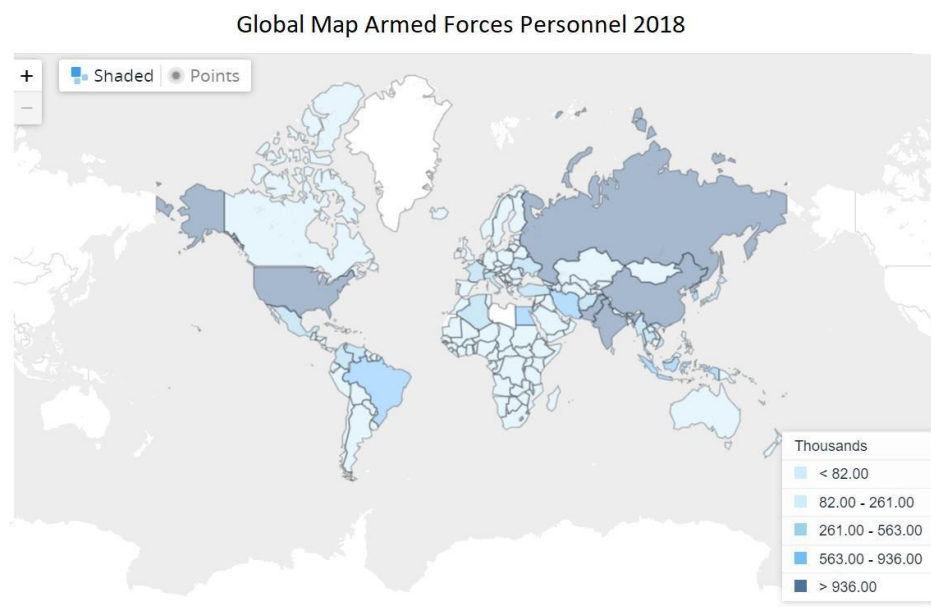 Global Map Armed Forces Personnel 2018
+
Shaded
Points
−
Thousands
< 82.00
82.00 - 261.00
261.00 - 563.00
563.00 - 936.00
> 936.00